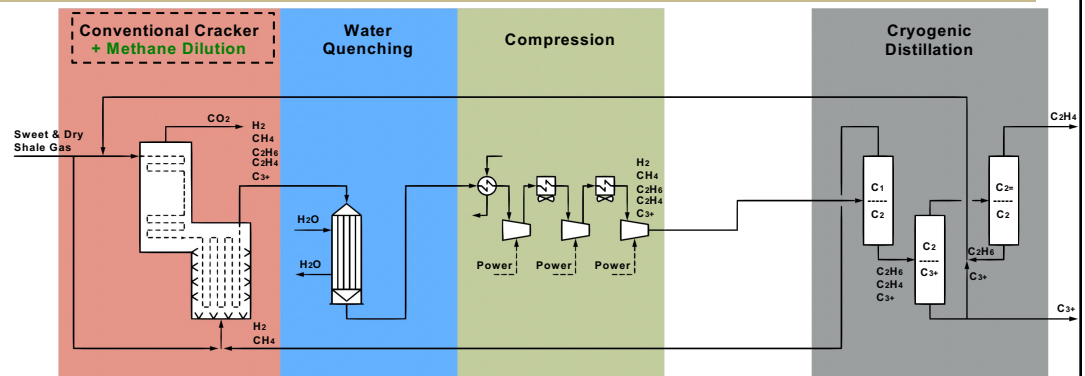 Conventional Cracker
+ Methane Dilution
Water
Quenching
Compression
Cryogenic
Distillation
Sweet & Dry
Shale Gas
CO2
H2
CH4
C2H6
C2H4
C3+
H2O
H2O
H2
CH4
Power
Power
Power
H2
CH4
C2H6
C2H4
C3+
C1
-----
C2
C2
-----
C3+
C2=
----
C2
C2H6
C2H4
C3+
C2H6
C3+
C2H4
C3+